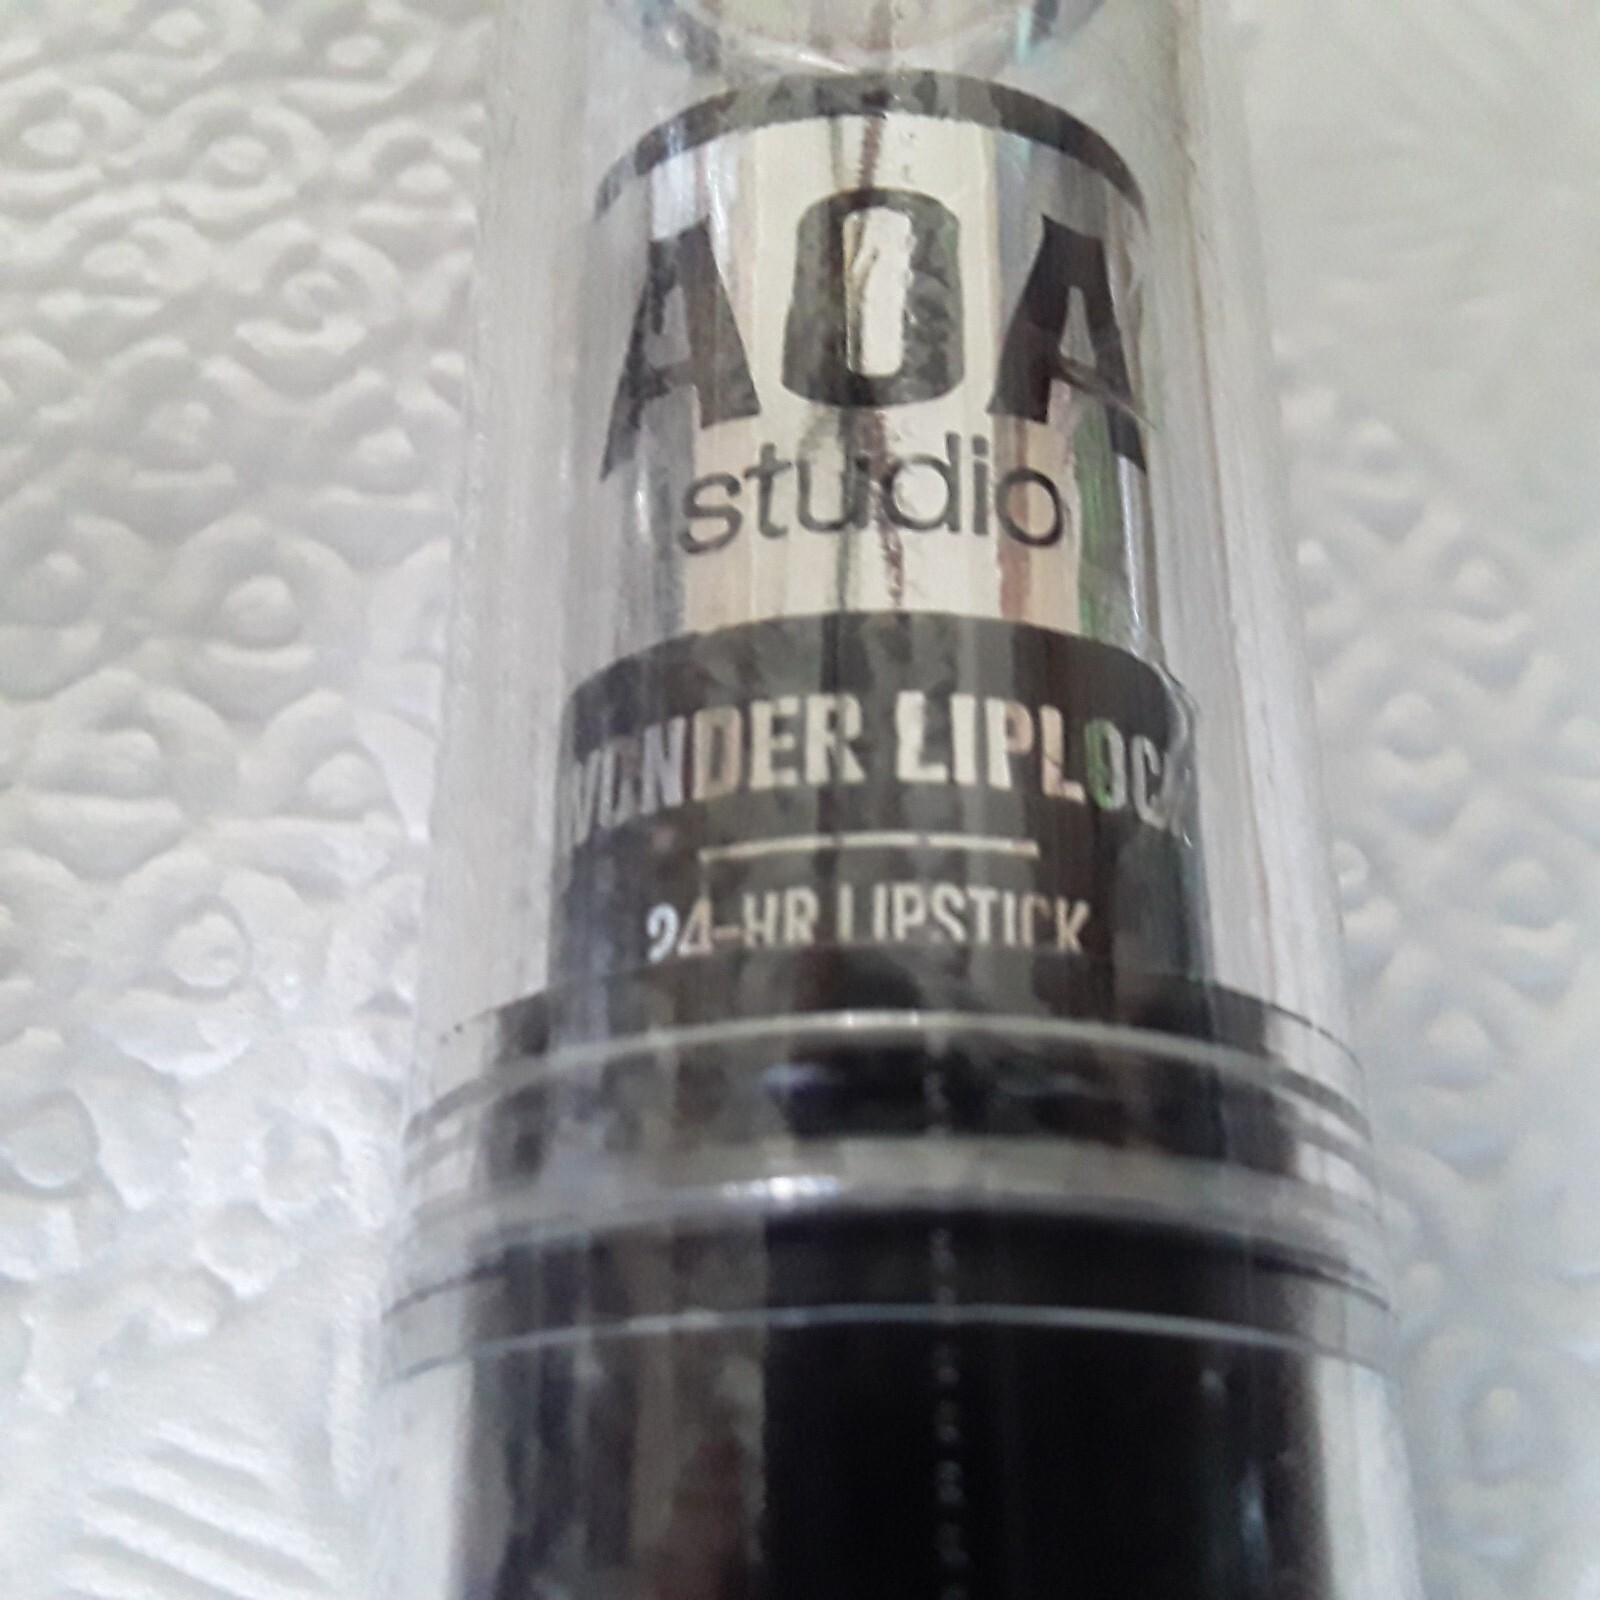 AOA
studio
WONDER LIPLOCK
24-HR LIPSTICK